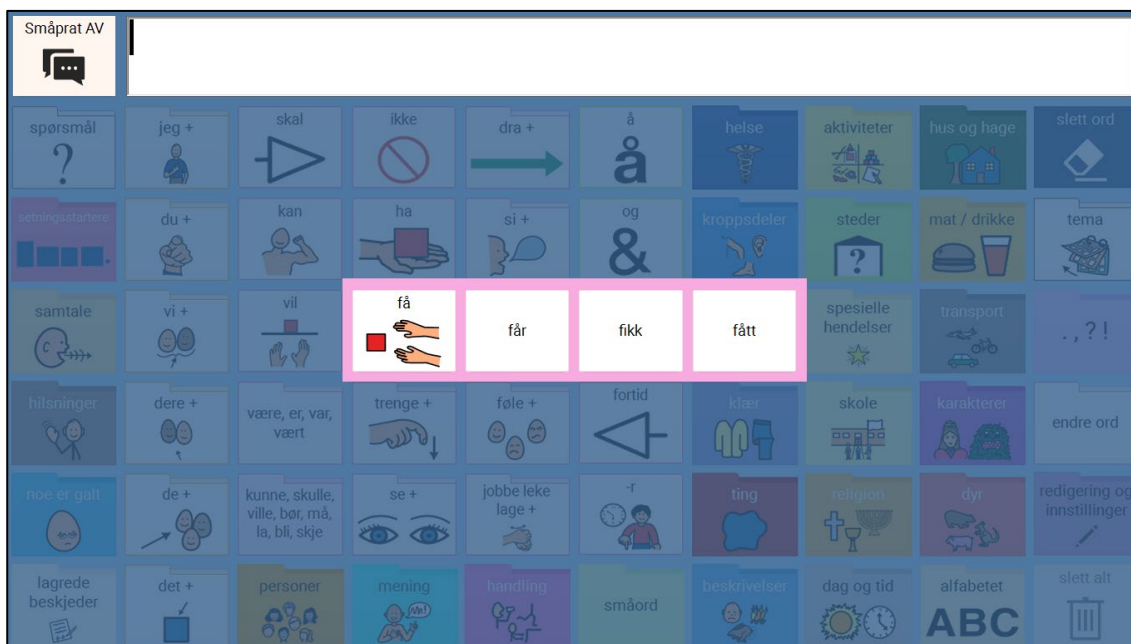 Småprat AV
spørsmål
jeg +
skal
ikke
dra +
å
å
helse
aktiviteter
hus og hage
slett ord
?
setningsstartere
du +
kan
ha
si +
og
&
kroppsdeler
steder
?
mat / drikke
tema
samtale
vi +
vil
få
får
fikk
fått
spesielle
hendelser
transport
. , ? !
hilsninger
dere +
være, er, var,
vært
trenge +
føle +
fortid
klær
skole
karakterer
endre ord
noe er galt
de +
kunne, skulle,
ville, bør, må,
la, bli, skje
se +
jobbe leke
lage +
-r
ting
religion
dyr
redigering og
innstillinger
lagrede
beskjeder
det +
personer
mening
handling
småord
beskrivelser
dag og tid
alfabetet
ABC
slett alt